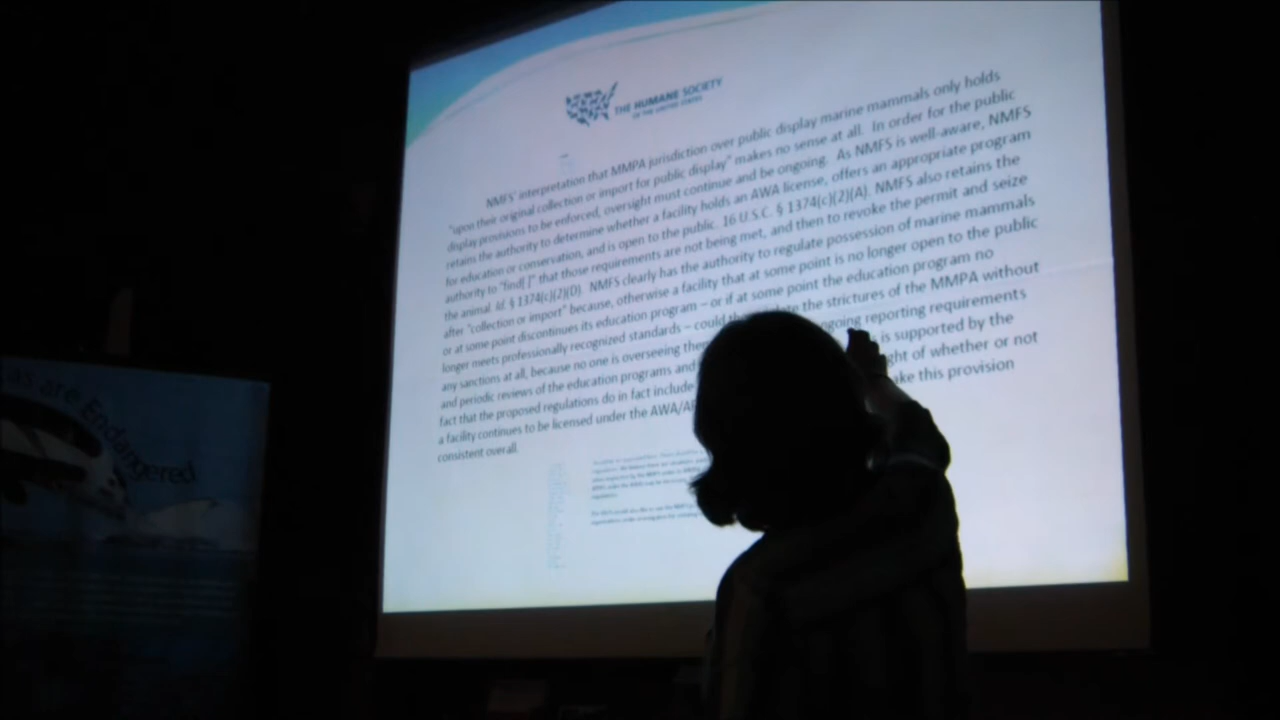 THE HUMANE SOCIETY
OF THE UNITED STATES
NMFS' interpretation that MMPA jurisdiction over public display marine mammals only holds
"upon their original collection or import for public display" makes no sense at all. In order for the public
display provisions to be enforced, oversight must continue and be ongoing. As NMFS is well-aware, NMFS
retains the authority to determine whether a facility holds an AWA license, offers an appropriate program
for education or conservation, and is open to the public. 16 U.S.C. § 1374(c)(2)(A). NMFS also retains the
authority to "find[ ]" that those requirements are not being met, and then to revoke the permit and seize
the animal. Id. § 1374(c)(2)(D). NMFS clearly has the authority to regulate possession of marine mammals
after "collection or import" because, otherwise a facility that at some point is no longer open to the public
or at some point discontinues its education program – or if at some point the education program no
longer meets professionally recognized standards – could the the strictures of the MMPA without
any sanctions at all, because no one is overseeing ongoing reporting requirements
and periodic reviews of the education programs and is supported by the
fact that the proposed regulations do in fact include of whether or not
a facility continues to be licensed under the this provision
consistent overall.
are Endangered